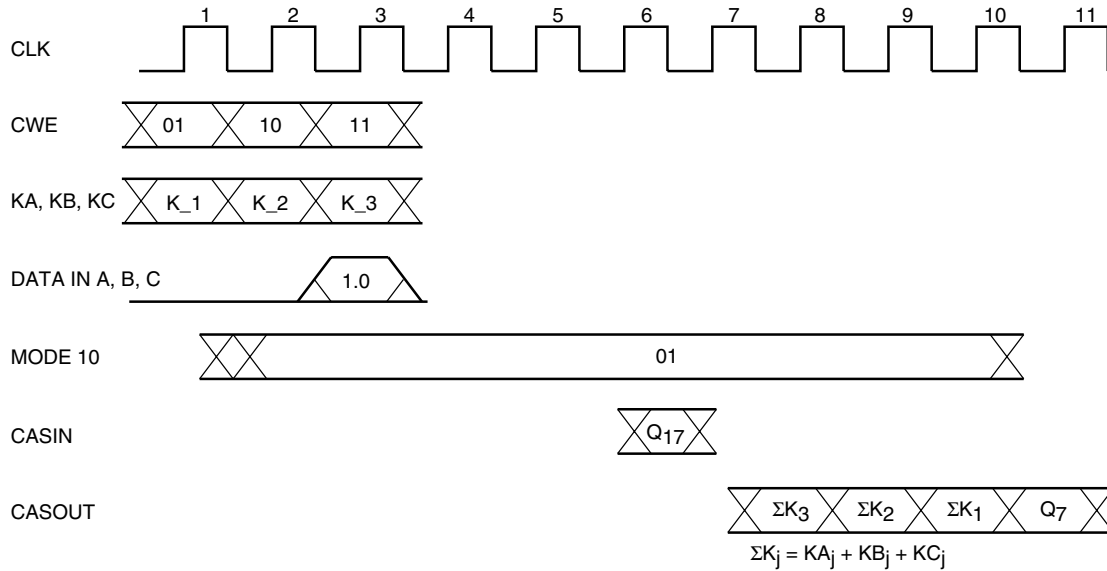 1 2 3 4 5 6 7 8 9 10 11
CLK
CWE 01 10 11
KA, KB, KC K_1 K_2 K_3
DATA IN A, B, C 1.0
MODE 10 01
CASIN Q17
CASOUT ΣK3 ΣK2 ΣK1 Q7
ΣKj = KAj + KBj + KCj